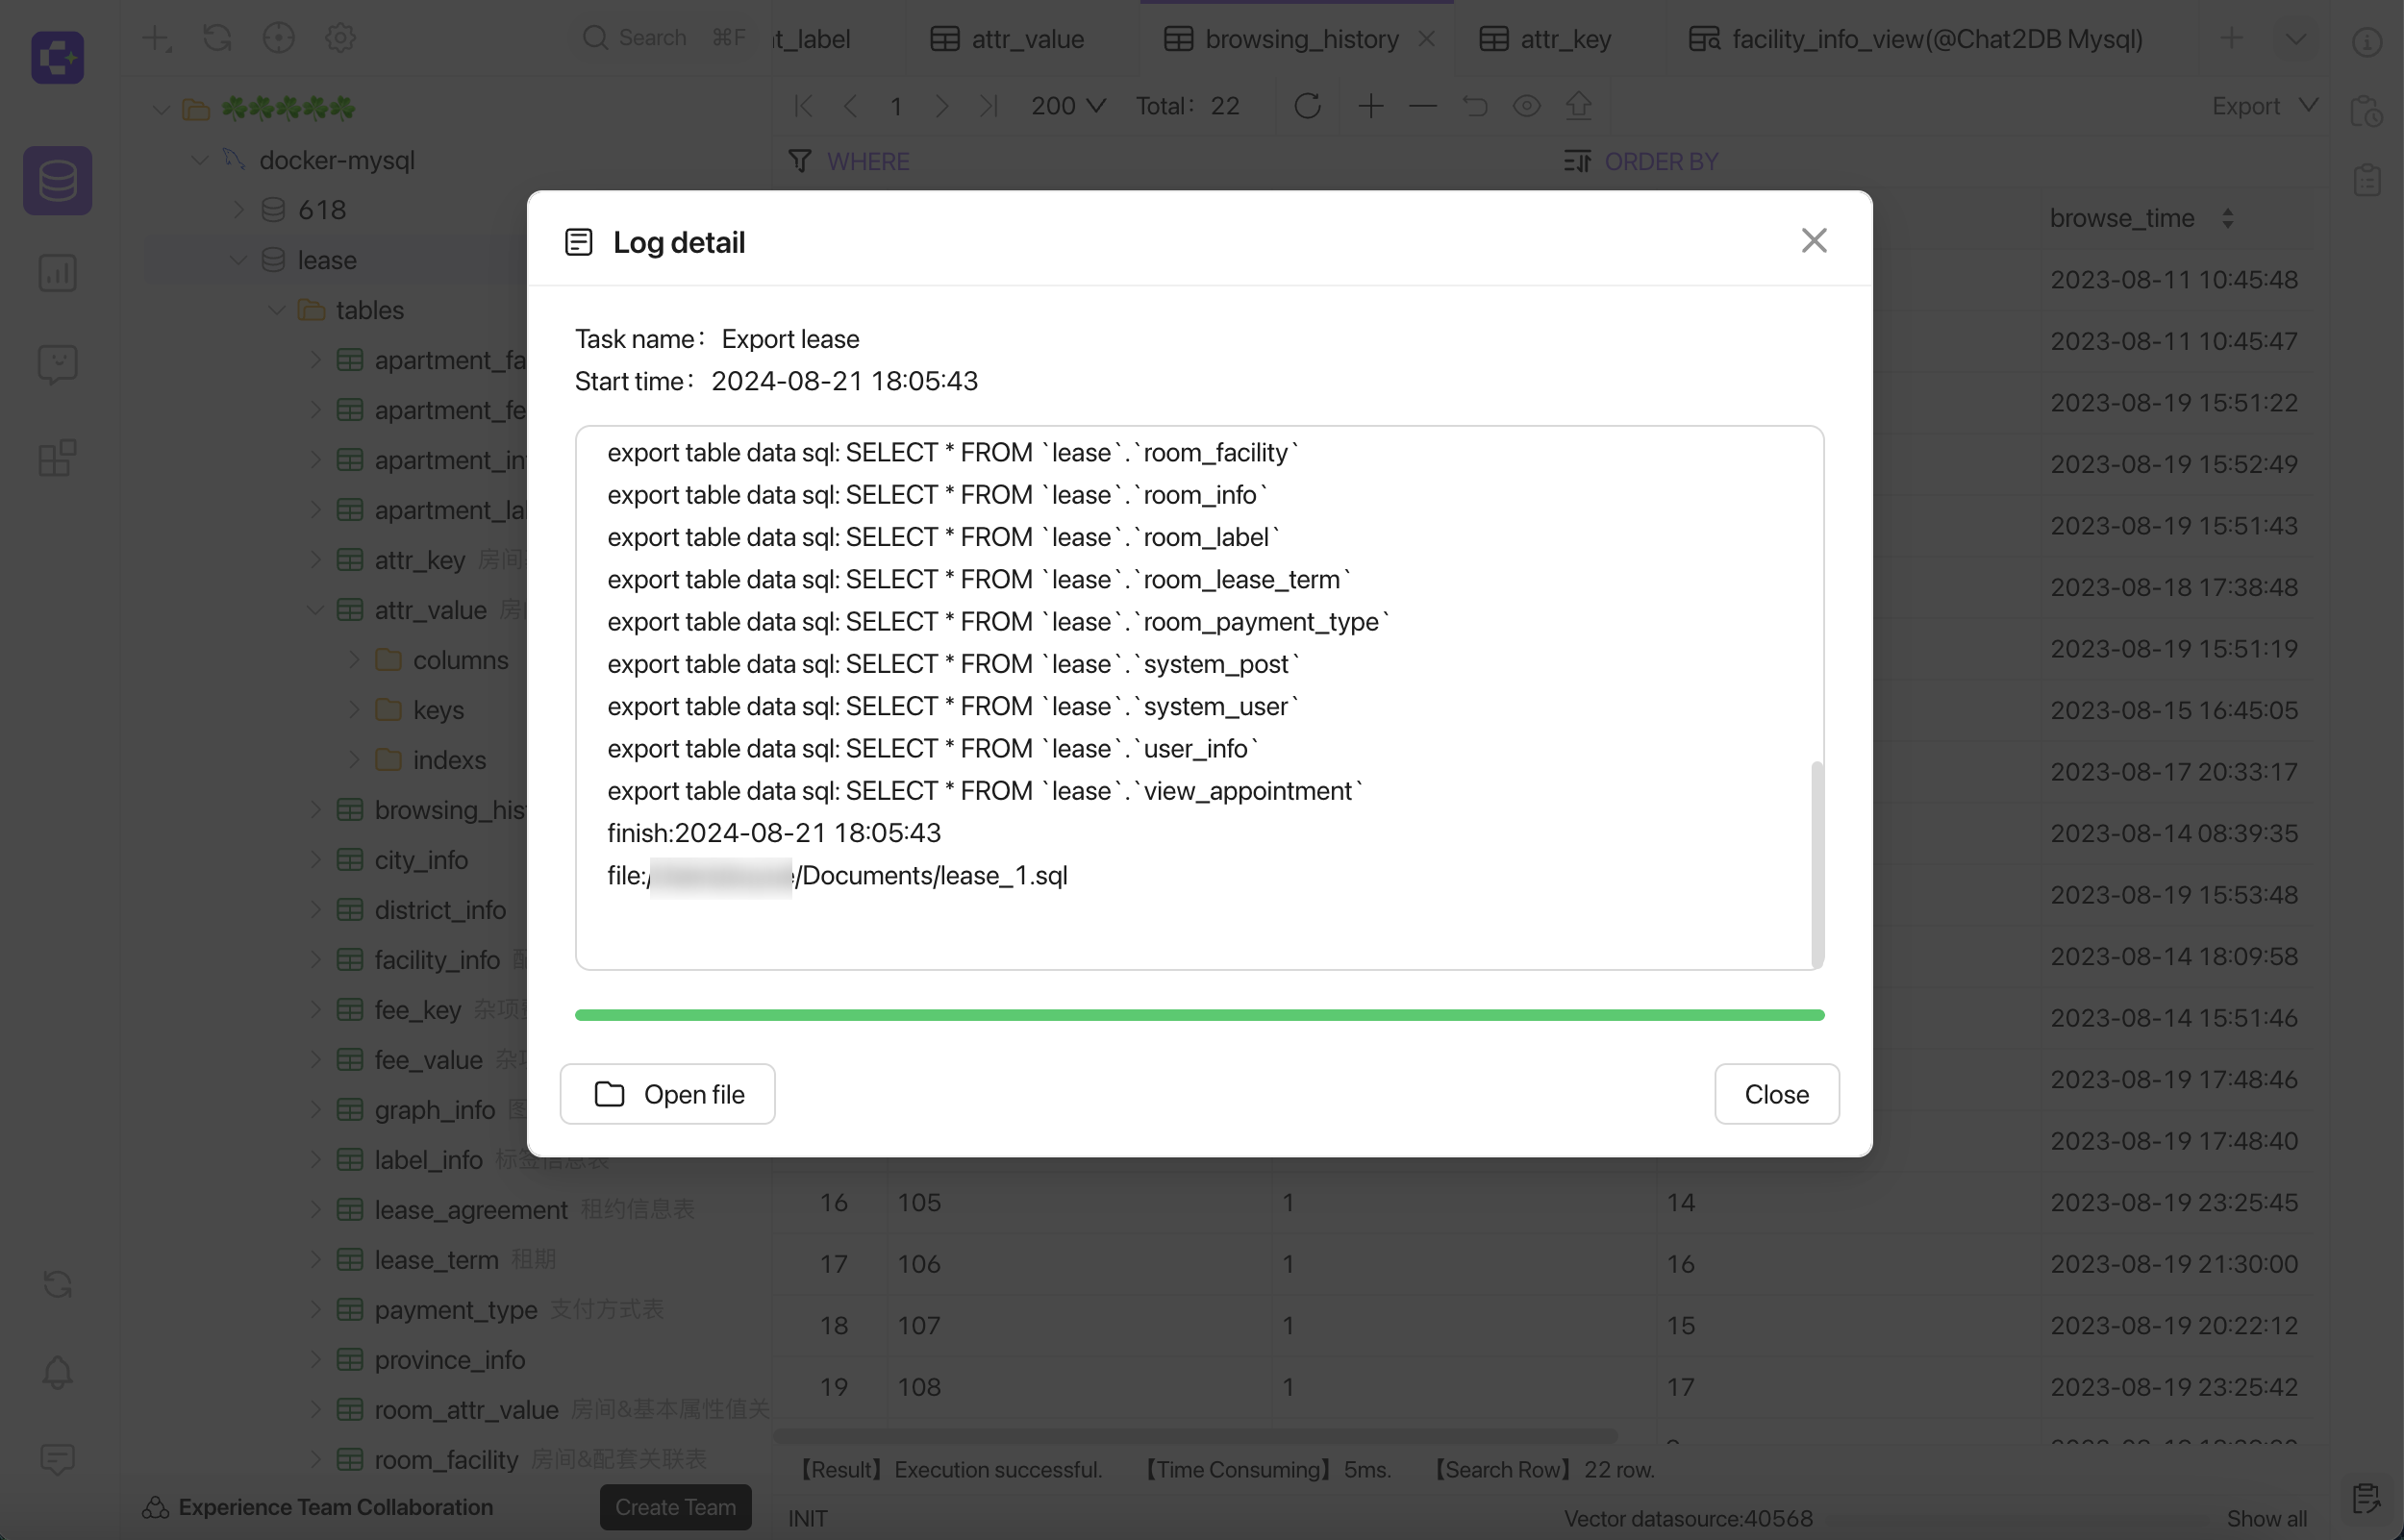 Search ⌘F
t_label
attr_value
browsing_history
attr_key
facility_info_view(@Chat2DB Mysql)
1
200
Total: 22
Export
docker-mysql
WHERE
ORDER BY
618
lease
tables
apartment_fa
apartment_fe
apartment_in
apartment_la
attr_key 房间
attr_value 房
columns
keys
indexs
browsing_his
city_info
district_info
facility_info
fee_key 杂项
fee_value
graph_info
label_info 标签信息表
lease_agreement 租约信息表
lease_term 租期
payment_type 支付方式表
province_info
room_attr_value 房间&基本属性值关
room_facility 房间&配套关联表
Experience Team Collaboration
Create Team
Log detail
Task name: Export lease
Start time: 2024-08-21 18:05:43
export table data sql: SELECT * FROM `lease`.`room_facility`
export table data sql: SELECT * FROM `lease`.`room_info`
export table data sql: SELECT * FROM `lease`.`room_label`
export table data sql: SELECT * FROM `lease`.`room_lease_term`
export table data sql: SELECT * FROM `lease`.`room_payment_type`
export table data sql: SELECT * FROM `lease`.`system_post`
export table data sql: SELECT * FROM `lease`.`system_user`
export table data sql: SELECT * FROM `lease`.`user_info`
export table data sql: SELECT * FROM `lease`.`view_appointment`
finish:2024-08-21 18:05:43
file:/ /Documents/lease_1.sql
Open file
Close
browse_time
2023-08-11 10:45:48
2023-08-11 10:45:47
2023-08-19 15:51:22
2023-08-19 15:52:49
2023-08-19 15:51:43
2023-08-18 17:38:48
2023-08-19 15:51:19
2023-08-15 16:45:05
2023-08-17 20:33:17
2023-08-14 08:39:35
2023-08-19 15:53:48
2023-08-14 18:09:58
2023-08-14 15:51:46
2023-08-19 17:48:46
2023-08-19 17:48:40
16 105 1 14 2023-08-19 23:25:45
17 106 1 16 2023-08-19 21:30:00
18 107 1 15 2023-08-19 20:22:12
19 108 1 17 2023-08-19 23:25:42
【Result】Execution successful. 【Time Consuming】5ms. 【Search Row】22 row.
INIT
Vector datasource:40568
Show all